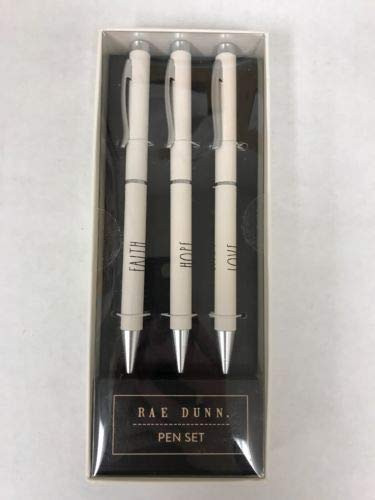 FAITH
HOPE
LOVE
RAE DUNN.
PEN SET